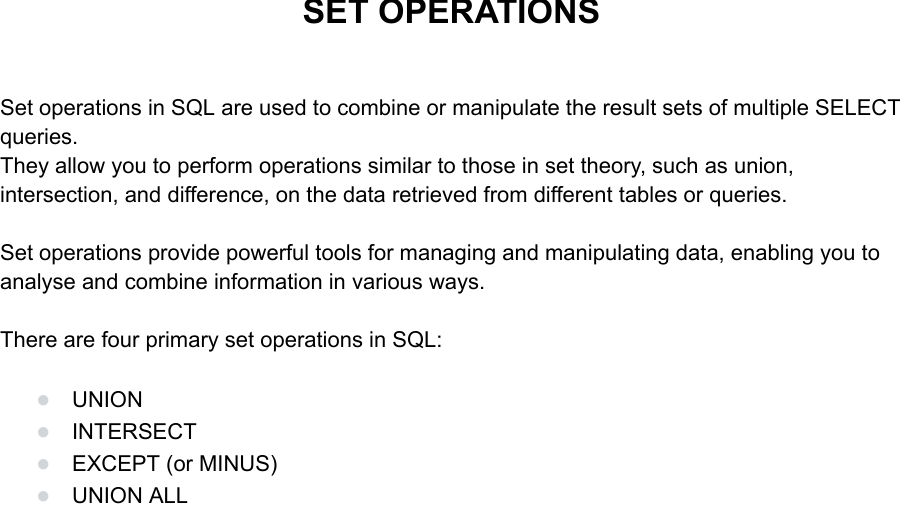 SET OPERATIONS
Set operations in SQL are used to combine or manipulate the result sets of multiple SELECT
queries.
They allow you to perform operations similar to those in set theory, such as union,
intersection, and difference, on the data retrieved from different tables or queries.
Set operations provide powerful tools for managing and manipulating data, enabling you to
analyse and combine information in various ways.
There are four primary set operations in SQL:
● UNION
● INTERSECT
● EXCEPT (or MINUS)
● UNION ALL